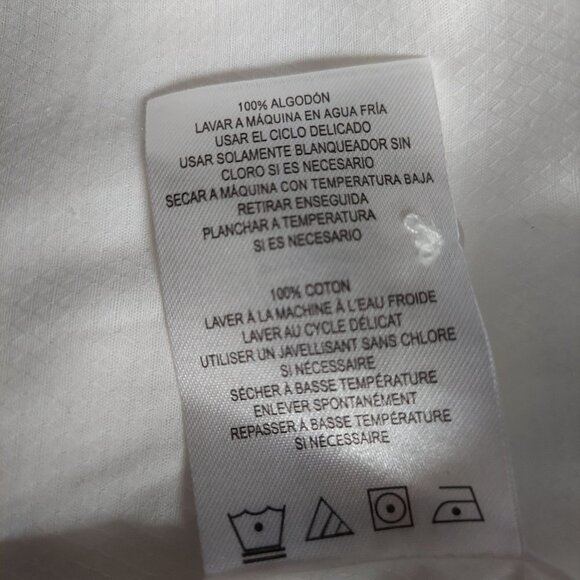 100% ALGODÓN
LAVAR A MÁQUINA EN AGUA FRÍA
USAR EL CICLO DELICADO
USAR SOLAMENTE BLANQUEADOR SIN
CLORO SI ES NECESARIO
SECAR A MÁQUINA CON TEMPERATURA BAJA
RETIRAR ENSEGUIDA
PLANCHAR A TEMPERATURA
SI ES NECESARIO
100% COTON
LAVER À LA MACHINE À L'EAU FROIDE
LAVER AU CYCLE DÉLICAT
UTILISER UN JAVELLISANT SANS CHLORE
SI NÉCESSAIRE
SÉCHER À BASSE TEMPÉRATURE
ENLEVER SPONTANÉMENT
REPASSER À BASSE TEMPÉRATURE
SI NÉCESSAIRE